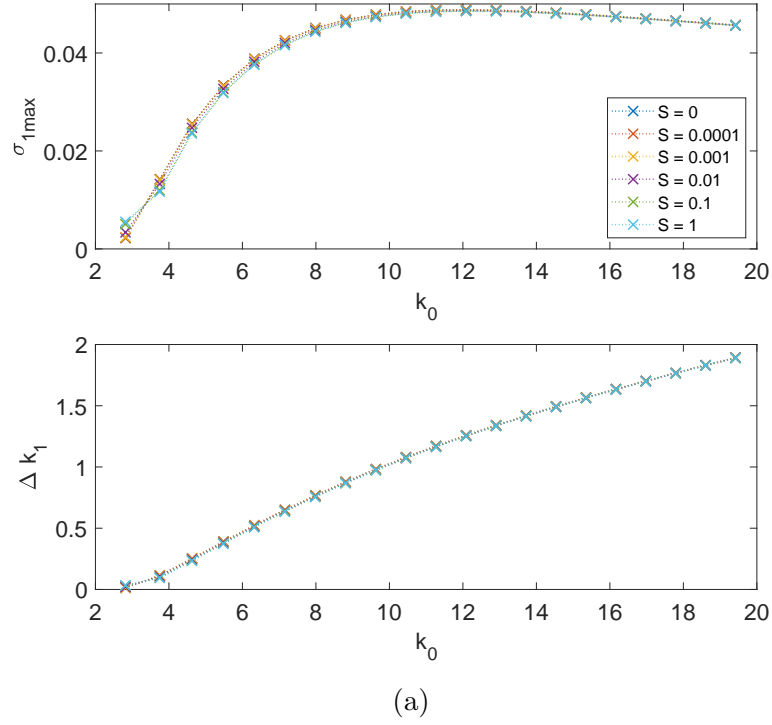 0.04
0.02
0
σ1max
S = 0
S = 0.0001
S = 0.001
S = 0.01
S = 0.1
S = 1
2 4 6 8 10 12 14 16 18 20
k0
2
1.5
1
0.5
0
Δ k1
2 4 6 8 10 12 14 16 18 20
k0
(a)